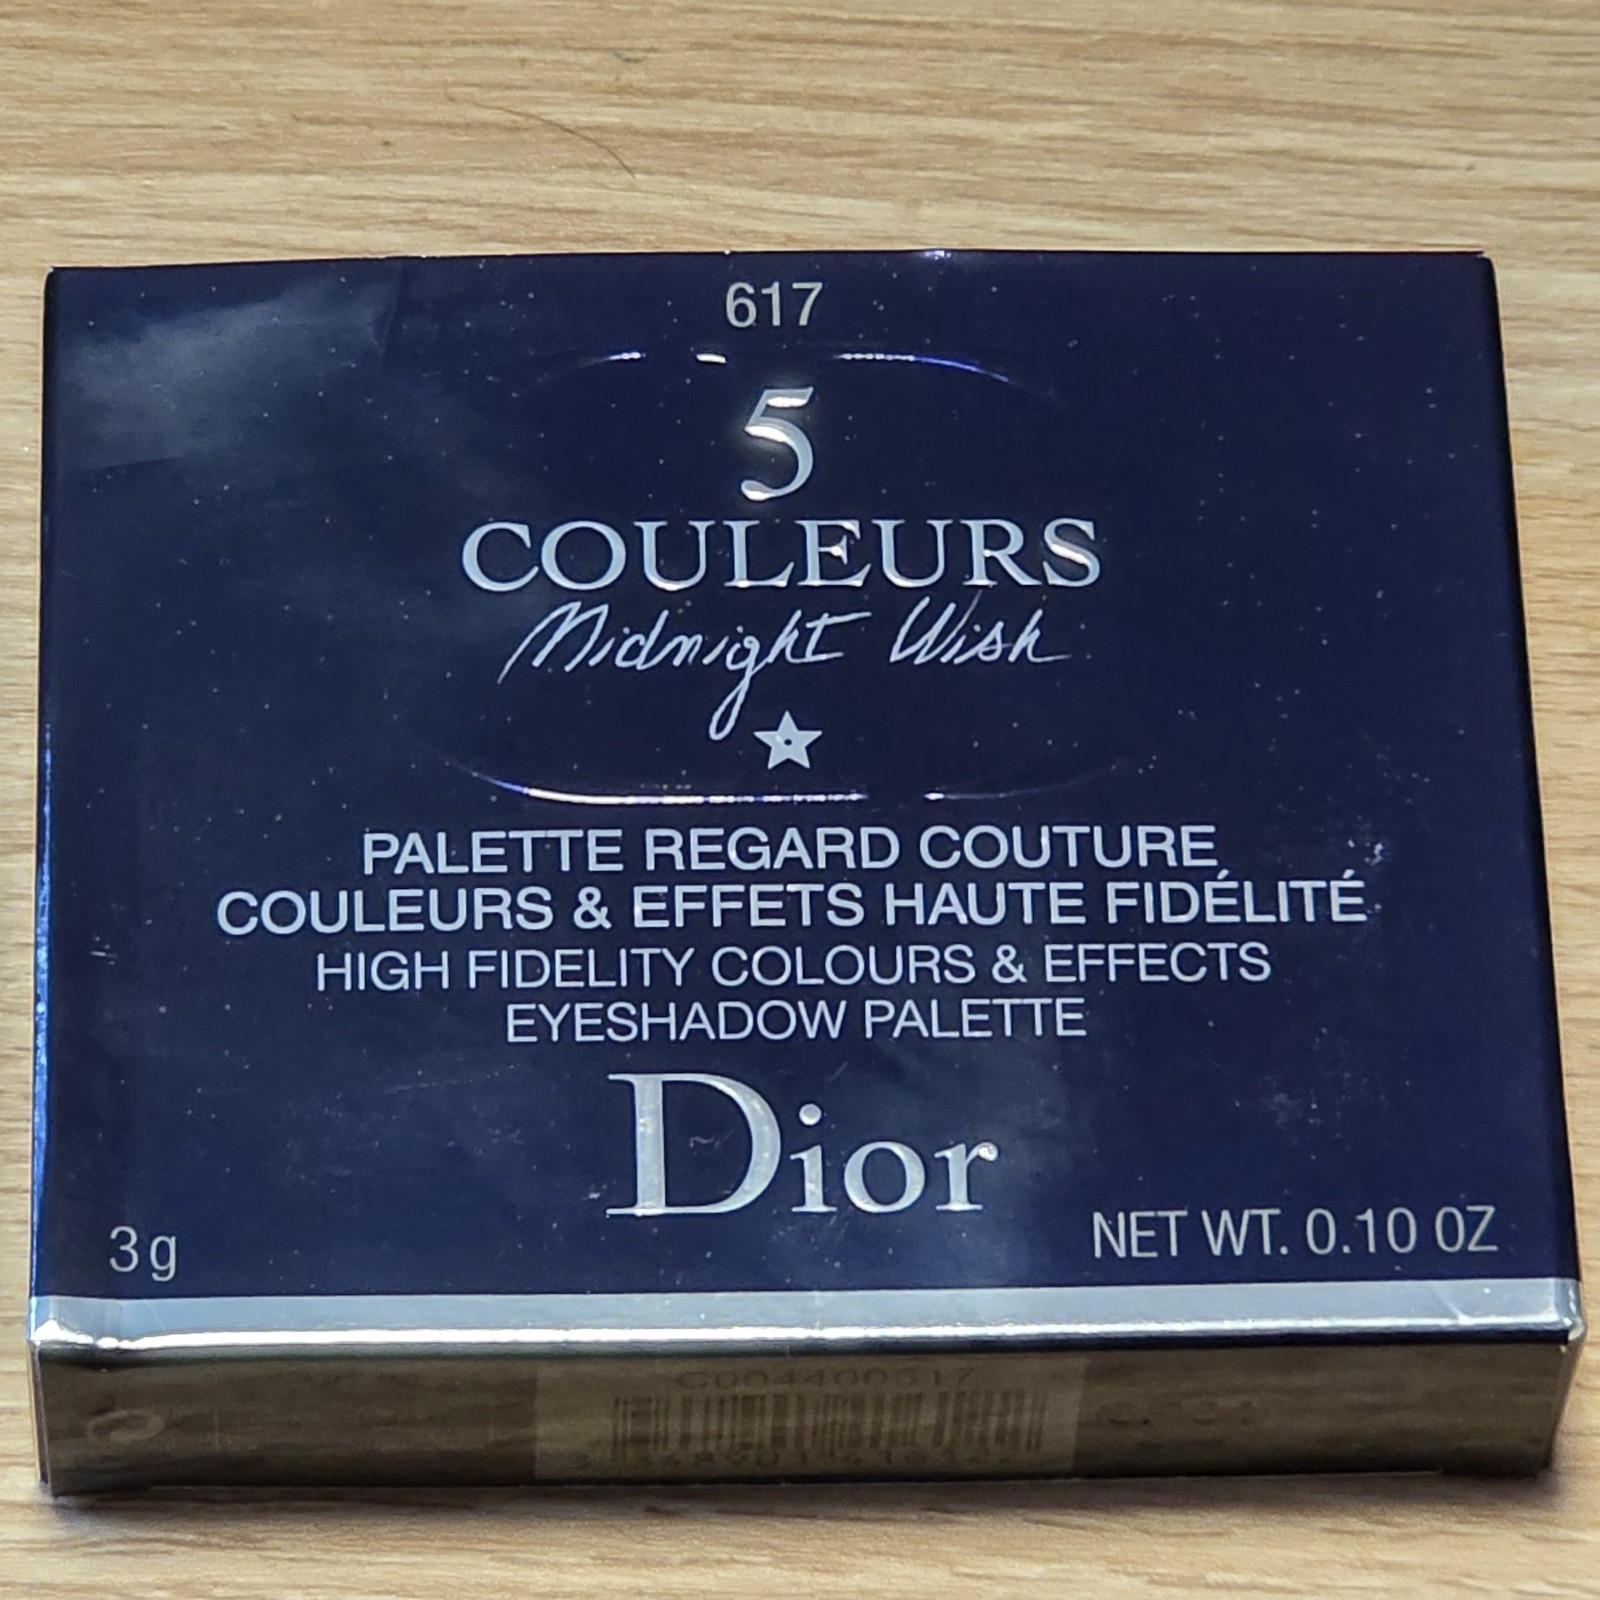 617
5
COULEURS
Midnight Wish
PALETTE REGARD COUTURE
COULEURS & EFFETS HAUTE FIDÉLITÉ
HIGH FIDELITY COLOURS & EFFECTS
EYESHADOW PALETTE
Dior
3g
NET WT. 0.10 OZ
C004400617